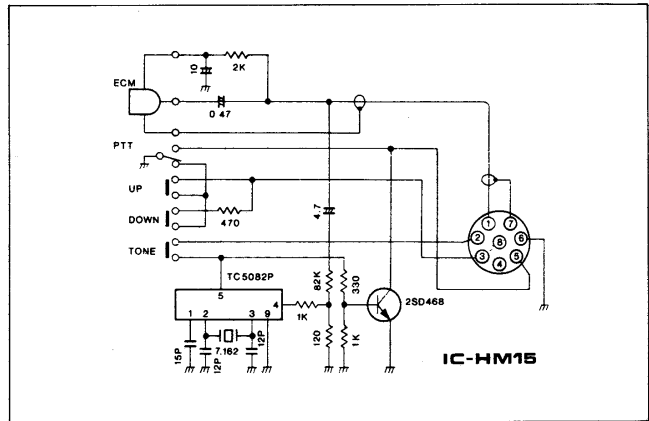 ECM
10
2K
0.47
PTT
UP
DOWN
470
TONE
4.7
1
7
2
8
6
3
4
5
TC5082P
5
4
1 2 3 9
7.162
15P
12P
12P
1K
82K
330
120
1K
2SD468
IC-HM15